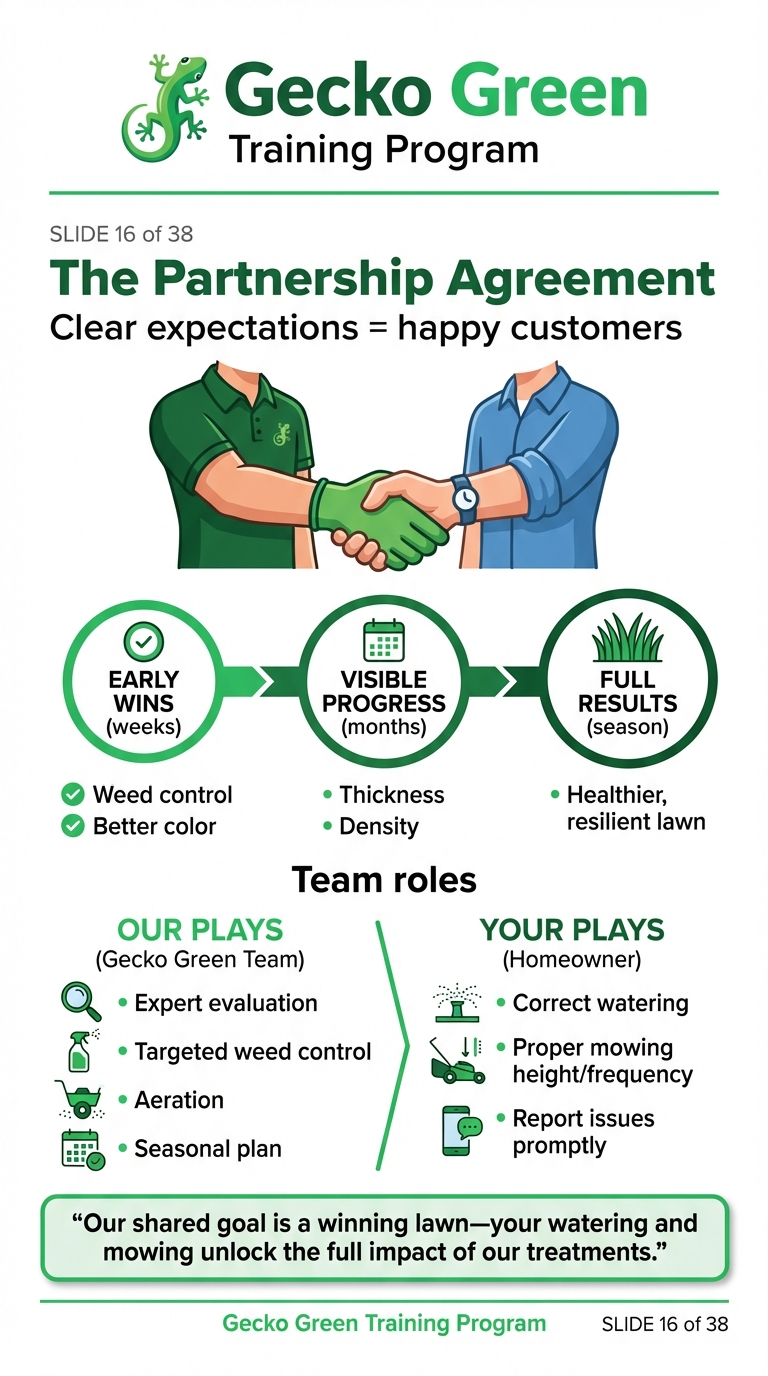 Gecko Green
Training Program
SLIDE 16 of 38
The Partnership Agreement
Clear expectations = happy customers
EARLY
WINS
(weeks)
VISIBLE
PROGRESS
(months)
FULL
RESULTS
(season)
Weed control
Better color
• Thickness
• Density
• Healthier,
resilient lawn
Team roles
OUR PLAYS
(Gecko Green Team)
• Expert evaluation
• Targeted weed control
• Aeration
• Seasonal plan
YOUR PLAYS
(Homeowner)
• Correct watering
• Proper mowing
height/frequency
• Report issues
promptly
“Our shared goal is a winning lawn—your watering and
mowing unlock the full impact of our treatments.”
Gecko Green Training Program
SLIDE 16 of 38